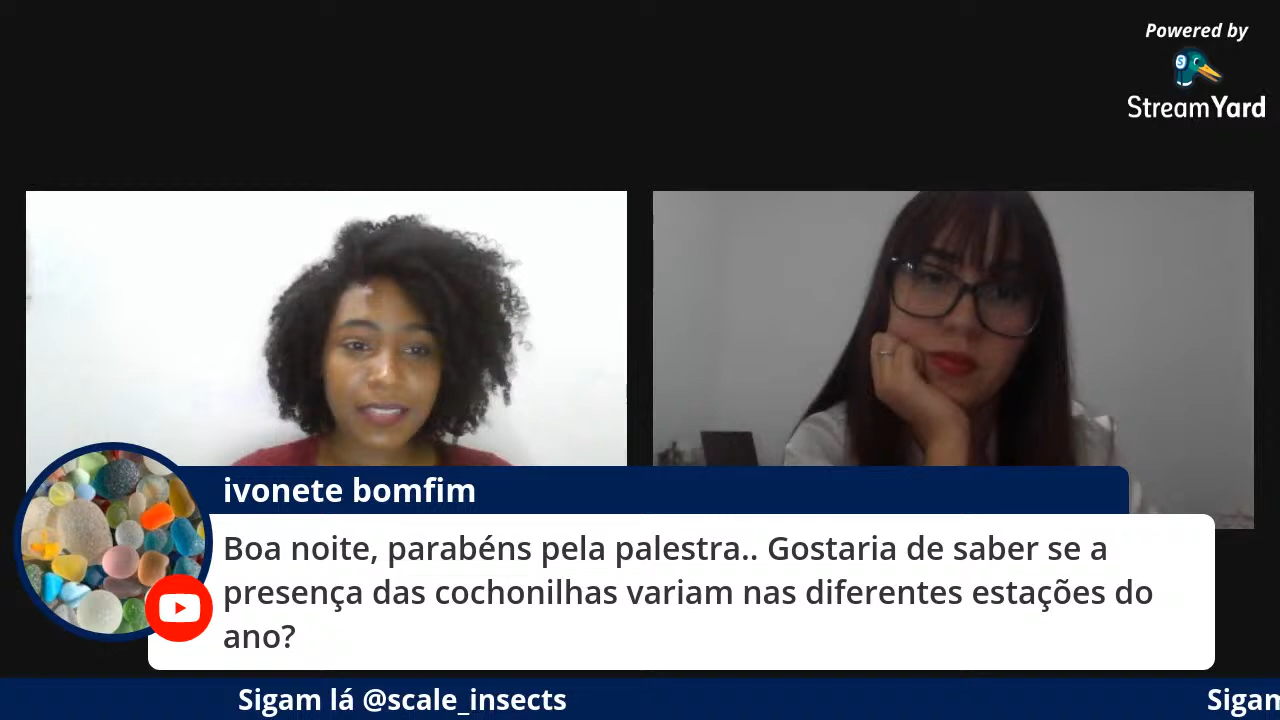 Powered by
StreamYard
ivonete bomfim
Boa noite, parabéns pela palestra.. Gostaria de saber se a
presença das cochonilhas variam nas diferentes estações do
ano?
Sigam lá @scale_insects
Sigam